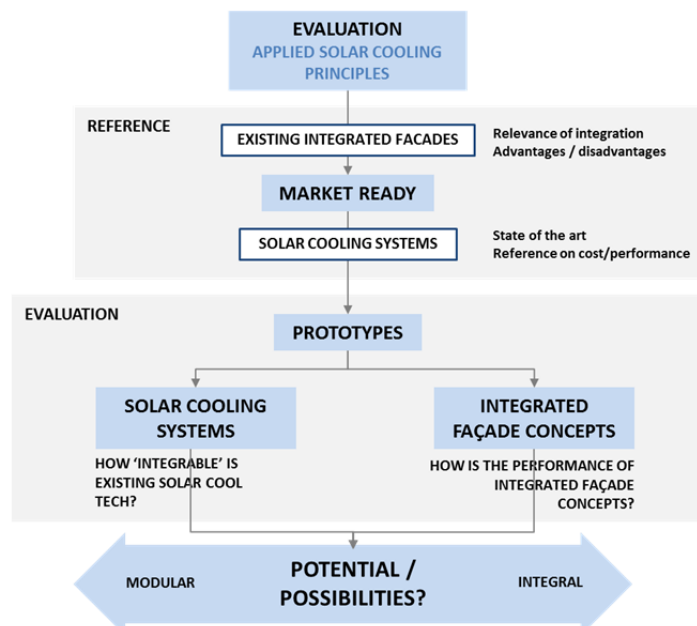 EVALUATION
APPLIED SOLAR COOLING
PRINCIPLES
REFERENCE
EXISTING INTEGRATED FACADES
Relevance of integration
Advantages / disadvantages
MARKET READY
SOLAR COOLING SYSTEMS
State of the art
Reference on cost/performance
EVALUATION
PROTOTYPES
SOLAR COOLING
SYSTEMS
HOW ‘INTEGRABLE’ IS
EXISTING SOLAR COOL
TECH?
INTEGRATED
FAÇADE CONCEPTS
HOW IS THE PERFORMANCE OF
INTEGRATED FAÇADE
CONCEPTS?
MODULAR
POTENTIAL /
POSSIBILITIES?
INTEGRAL